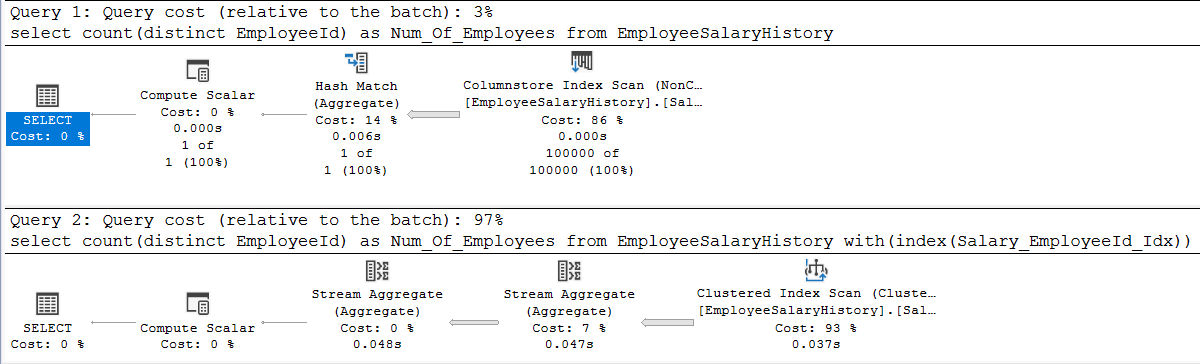 Query 1: Query cost (relative to the batch): 3%
select count(distinct EmployeeId) as Num_Of_Employees from EmployeeSalaryHistory
SELECT
Cost: 0 %
Compute Scalar
Cost: 0 %
0.000s
1 of
1 (100%)
Hash Match
(Aggregate)
Cost: 14 %
0.006s
1 of
1 (100%)
Columnstore Index Scan (NonC…
[EmployeeSalaryHistory].[Sal…
Cost: 86 %
0.000s
100000 of
100000 (100%)
Query 2: Query cost (relative to the batch): 97%
select count(distinct EmployeeId) as Num_Of_Employees from EmployeeSalaryHistory with(index(Salary_EmployeeId_Idx))
SELECT
Cost: 0 %
Compute Scalar
Cost: 0 %
Stream Aggregate
(Aggregate)
Cost: 0 %
0.048s
Stream Aggregate
(Aggregate)
Cost: 7 %
0.047s
Clustered Index Scan (Cluste…
[EmployeeSalaryHistory].[Sal…
Cost: 93 %
0.037s